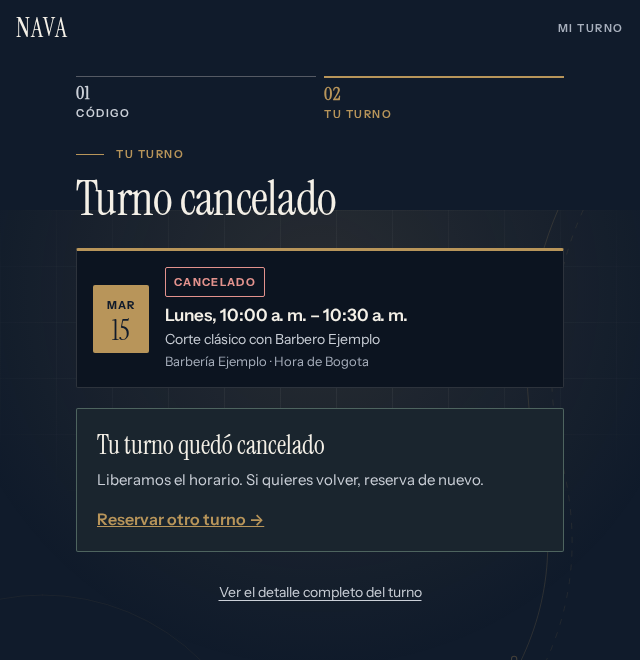 NAVA
MI TURNO
01
CÓDIGO
02
TU TURNO
TU TURNO
Turno cancelado
MAR
15
CANCELADO
Lunes, 10:00 a. m. – 10:30 a. m.
Corte clásico con Barbero Ejemplo
Barbería Ejemplo · Hora de Bogota
Tu turno quedó cancelado
Liberamos el horario. Si quieres volver, reserva de nuevo.
Reservar otro turno →
Ver el detalle completo del turno